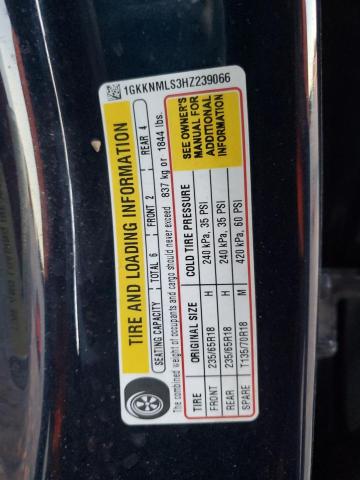 1GKKNMLS3HZ239066
TIRE AND LOADING INFORMATION
SEATING CAPACITY TOTAL 6 FRONT 2 REAR 4
The combined weight of occupants and cargo should never exceed 837 kg or 1844 lbs.
TIRE ORIGINAL SIZE COLD TIRE PRESSURE
FRONT 235/65R18 H 240 kPa, 35 PSI
REAR 235/65R18 H 240 kPa, 35 PSI
SPARE T135/70R18 M 420 kPa, 60 PSI
SEE OWNER'S
MANUAL FOR
ADDITIONAL
INFORMATION